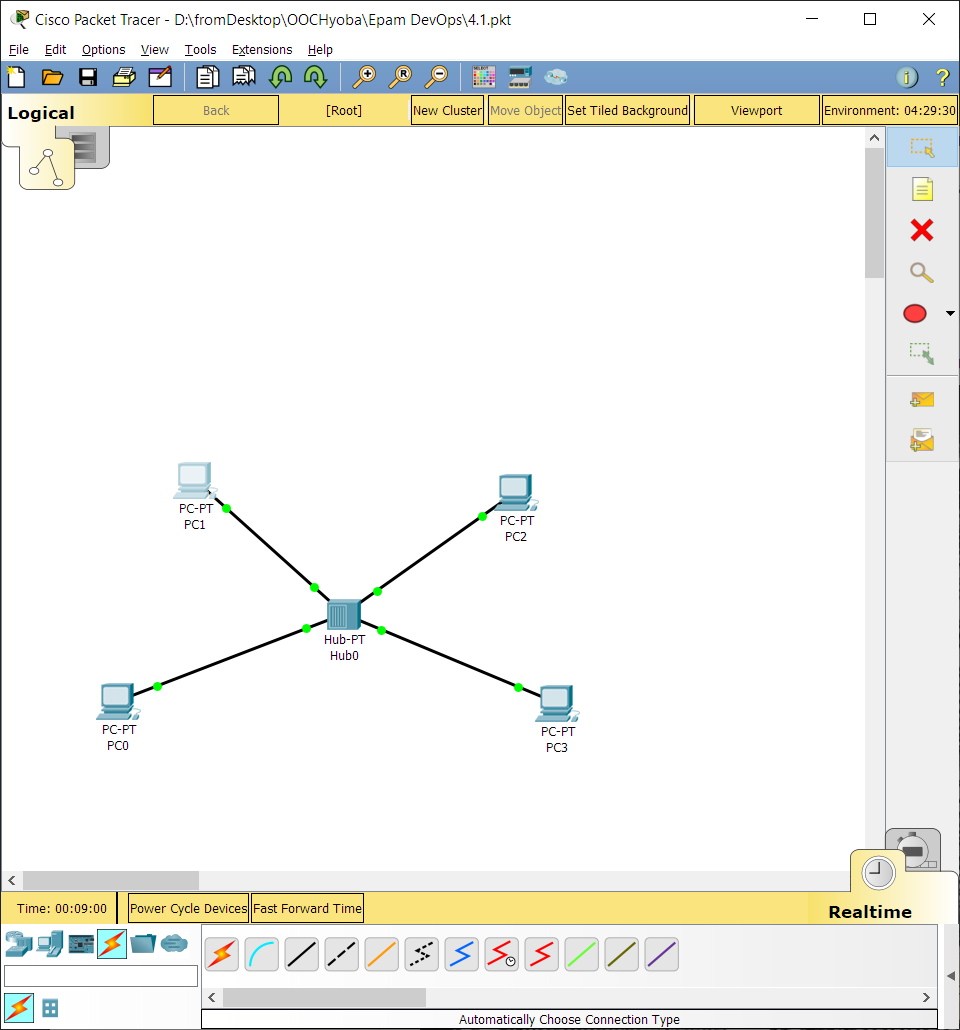 Cisco Packet Tracer - D:\fromDesktop\OOCHyoba\Epam DevOps\4.1.pkt
File Edit Options View Tools Extensions Help
Logical Back [Root] New Cluster Move Object Set Tiled Background Viewport Environment: 04:29:30
PC-PT
PC1
PC-PT
PC2
Hub-PT
Hub0
PC-PT
PC0
PC-PT
PC3
Time: 00:09:00 Power Cycle Devices Fast Forward Time
Realtime
Automatically Choose Connection Type